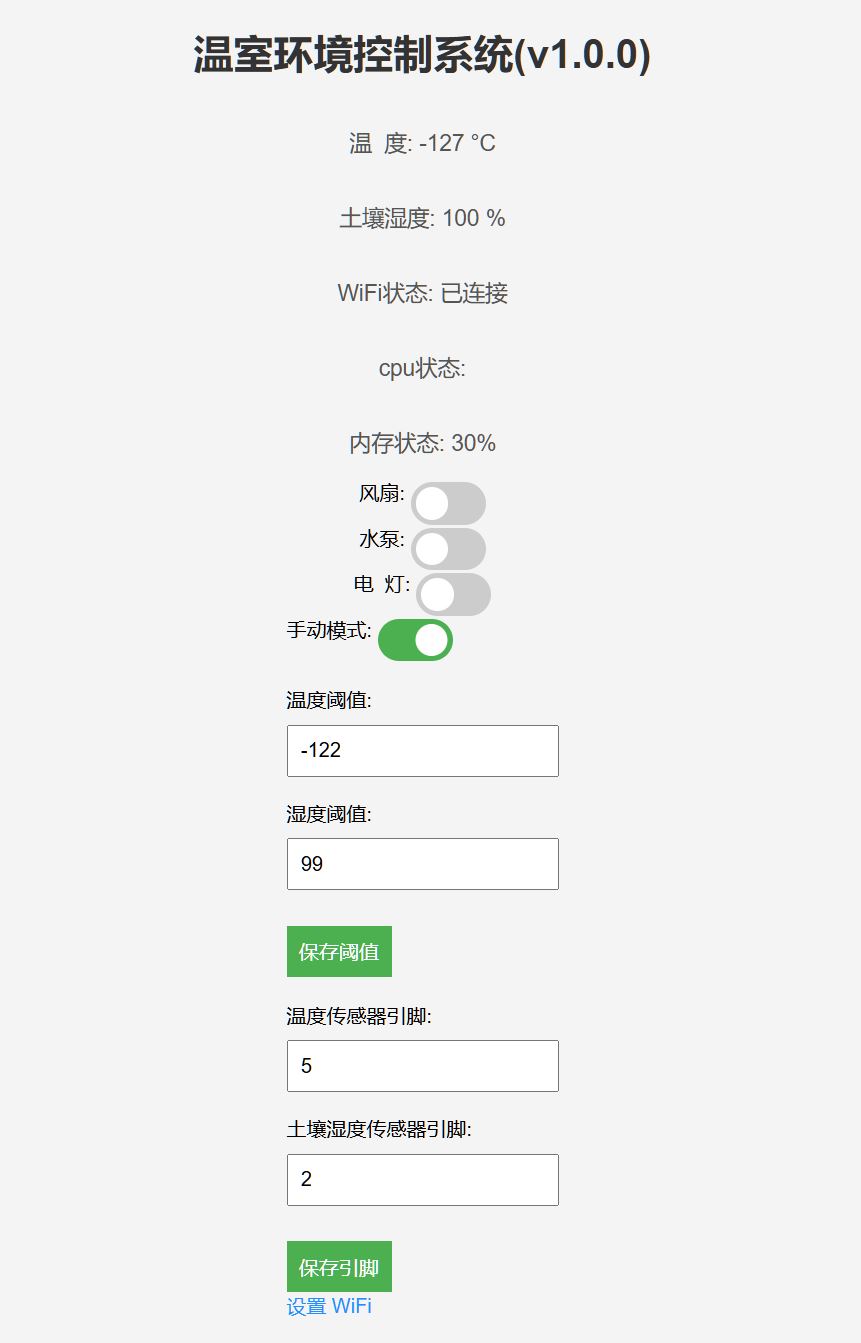 温室环境控制系统(v1.0.0)
温  度: -127 °C
土壤湿度: 100 %
WiFi状态: 已连接
cpu状态:
内存状态: 30%
风扇:
水泵:
电  灯:
手动模式:
温度阈值:
-122
湿度阈值:
99
保存阈值
温度传感器引脚:
5
土壤湿度传感器引脚:
2
保存引脚
设置 WiFi